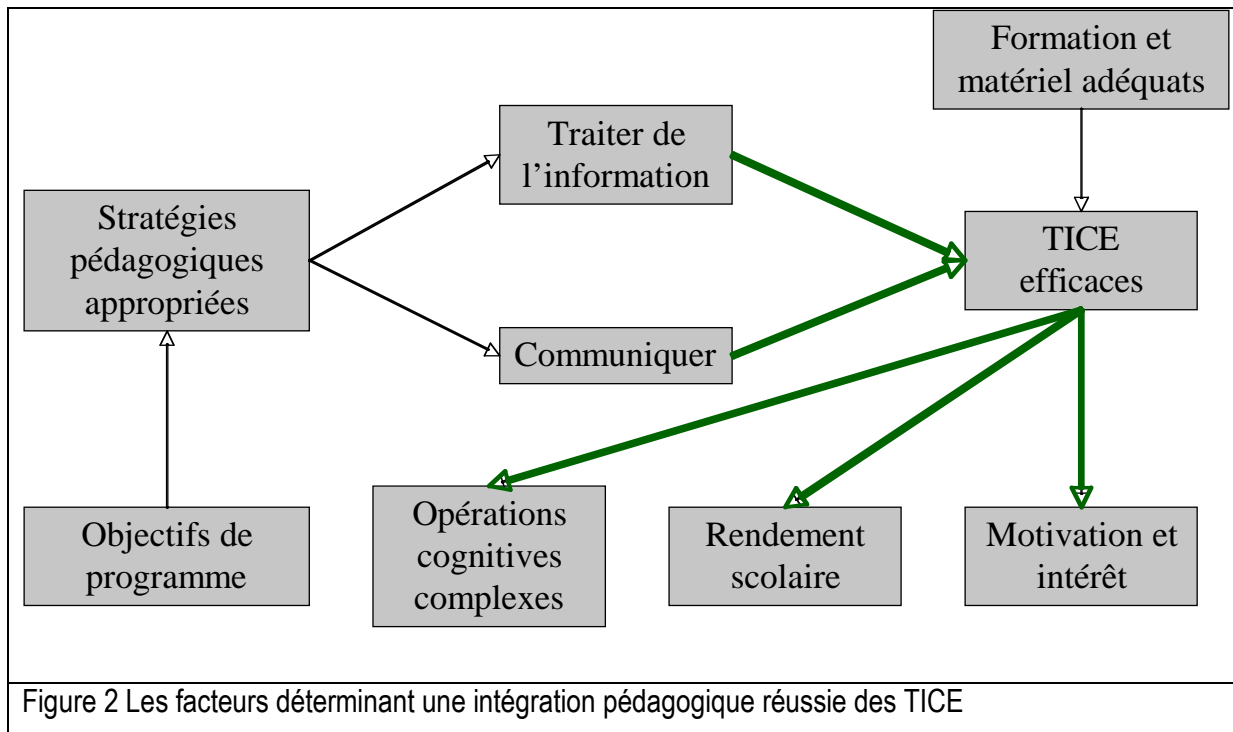 Formation et
matériel adéquats
Traiter de
l’information
Stratégies
pédagogiques
appropriées
TICE
efficaces
Communiquer
Objectifs de
programme
Opérations
cognitives
complexes
Rendement
scolaire
Motivation et
intérêt
Figure 2 Les facteurs déterminant une intégration pédagogique réussie des TICE